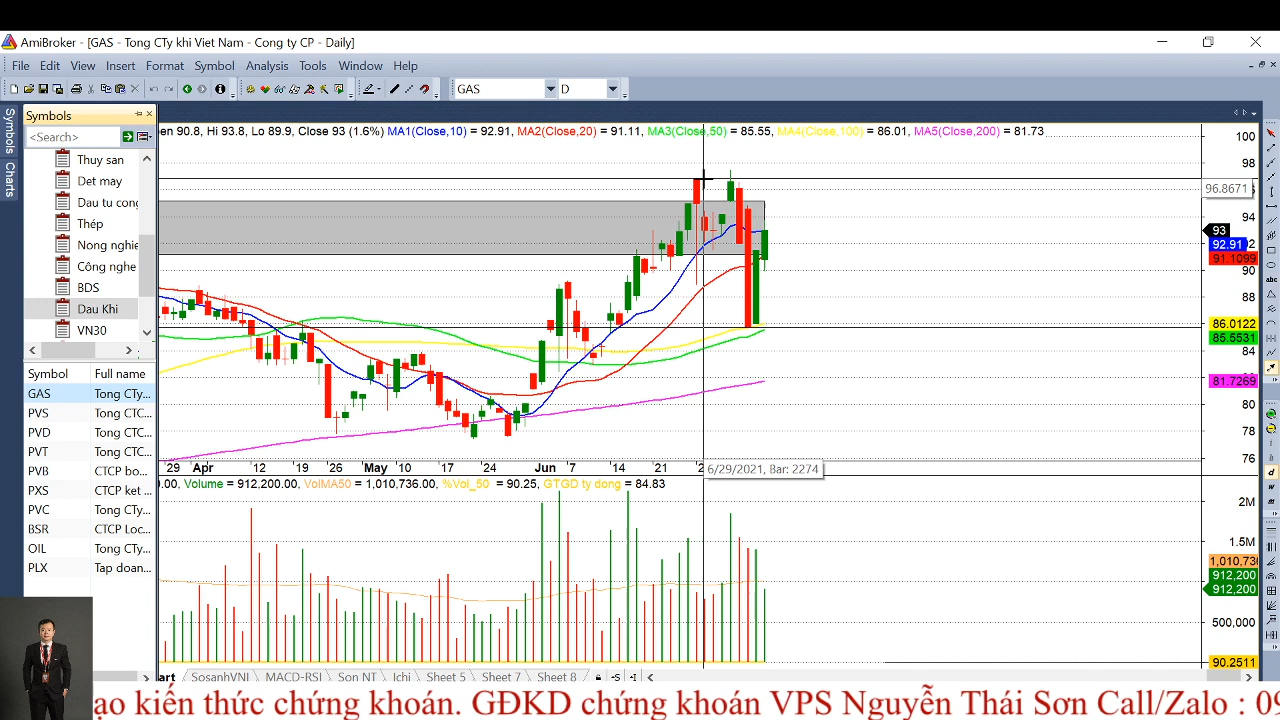 AmiBroker - [GAS - Tong CTy khi Viet Nam - Cong ty CP - Daily]
File Edit View Insert Format Symbol Analysis Tools Window Help
GAS D
Symbols
Symbols Charts
<Search>
Thuy san
Det may
Dau tu cong
Thép
Nong nghie
Công nghe
BDS
Dau Khi
VN30
Symbol Full name
GAS Tong CTy...
PVS Tong CTC...
PVD Tong CTC...
PVT Tong CTC...
PVB CTCP bo...
PXS CTCP ket ...
PVC Tong CTy...
BSR CTCP Loc...
OIL Tong CTy...
PLX Tap doan...
en 90.8, Hi 93.8, Lo 89.9, Close 93 (1.6%) MA1(Close,10) = 92.91, MA2(Close,20) = 91.11, MA3(Close,50) = 85.55, MA4(Close,100) = 86.01, MA5(Close,200) = 81.73
100
98
96.8671
94
93
92
92.91
91.1099
90
88
86.0122
85.5531
84
81.7269
80
78
76
29 Apr 12 19 26 May 10 17 24 Jun 7 14 21 2
6/29/2021, Bar: 2274
.00, Volume = 912,200.00, VolMA50 = 1,010,736.00, %Vol_50 = 90.25, GTGD ty dong = 84.83
2M
1.5M
1,010,736
912,200
912,200
500,000
90.2511
art SosanhVNI MACD-RSI Son NT Ichi Sheet 5 Sheet 7 Sheet 8
ạo kiến thức chứng khoán. GĐKD chứng khoán VPS Nguyễn Thái Sơn Call/Zalo : 09